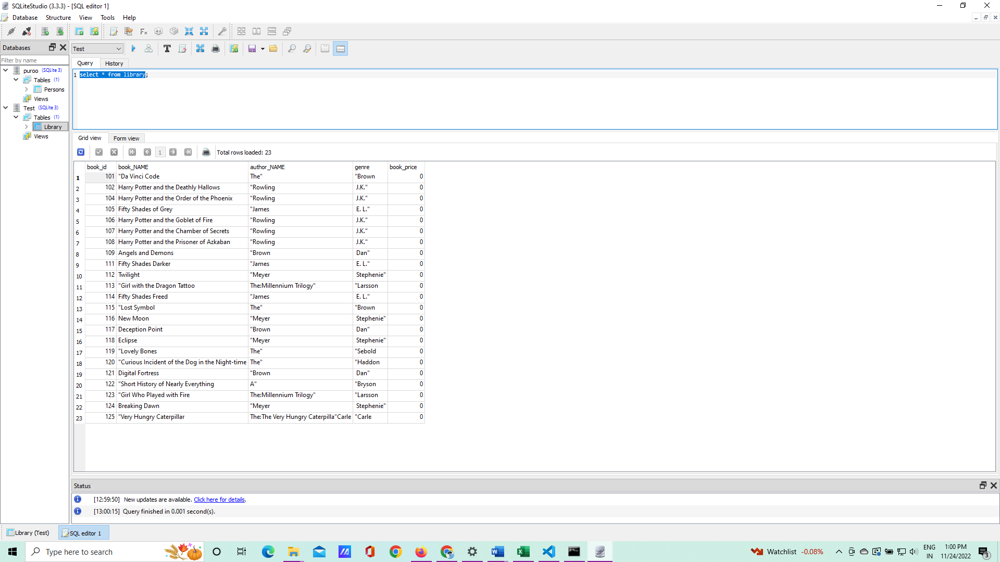 SQLiteStudio (3.3.3) - [SQL editor 1]
Database Structure View Tools Help
Databases
Test
Filter by name
Query History
puroo (SQLite 3)
Tables (1)
Persons
Views
Test (SQLite 3)
Tables (1)
Library
Views
1 select * from library;
Grid view Form view
1 Total rows loaded: 23
book_id book_NAME author_NAME genre book_price
1 101 "Da Vinci Code The" "Brown 0
2 102 Harry Potter and the Deathly Hallows "Rowling J.K." 0
3 104 Harry Potter and the Order of the Phoenix "Rowling J.K." 0
4 105 Fifty Shades of Grey "James E. L." 0
5 106 Harry Potter and the Goblet of Fire "Rowling J.K." 0
6 107 Harry Potter and the Chamber of Secrets "Rowling J.K." 0
7 108 Harry Potter and the Prisoner of Azkaban "Rowling J.K." 0
8 109 Angels and Demons "Brown Dan" 0
9 111 Fifty Shades Darker "James E. L." 0
10 112 Twilight "Meyer Stephenie" 0
11 113 "Girl with the Dragon Tattoo The:Millennium Trilogy" "Larsson 0
12 114 Fifty Shades Freed "James E. L." 0
13 115 "Lost Symbol The" "Brown 0
14 116 New Moon "Meyer Stephenie" 0
15 117 Deception Point "Brown Dan" 0
16 118 Eclipse "Meyer Stephenie" 0
17 119 "Lovely Bones The" "Sebold 0
18 120 "Curious Incident of the Dog in the Night-time The" "Haddon 0
19 121 Digital Fortress "Brown Dan" 0
20 122 "Short History of Nearly Everything A" "Bryson 0
21 123 "Girl Who Played with Fire The:Millennium Trilogy" "Larsson 0
22 124 Breaking Dawn "Meyer Stephenie" 0
23 125 "Very Hungry Caterpillar The:The Very Hungry Caterpilla"Carle "Carle 0
Status
[12:59:50] New updates are available. Click here for details.
[13:00:15] Query finished in 0.001 second(s).
Library (Test) SQL editor 1
Type here to search
Watchlist -0.08%
ENG
IN
1:00 PM
11/24/2022
3